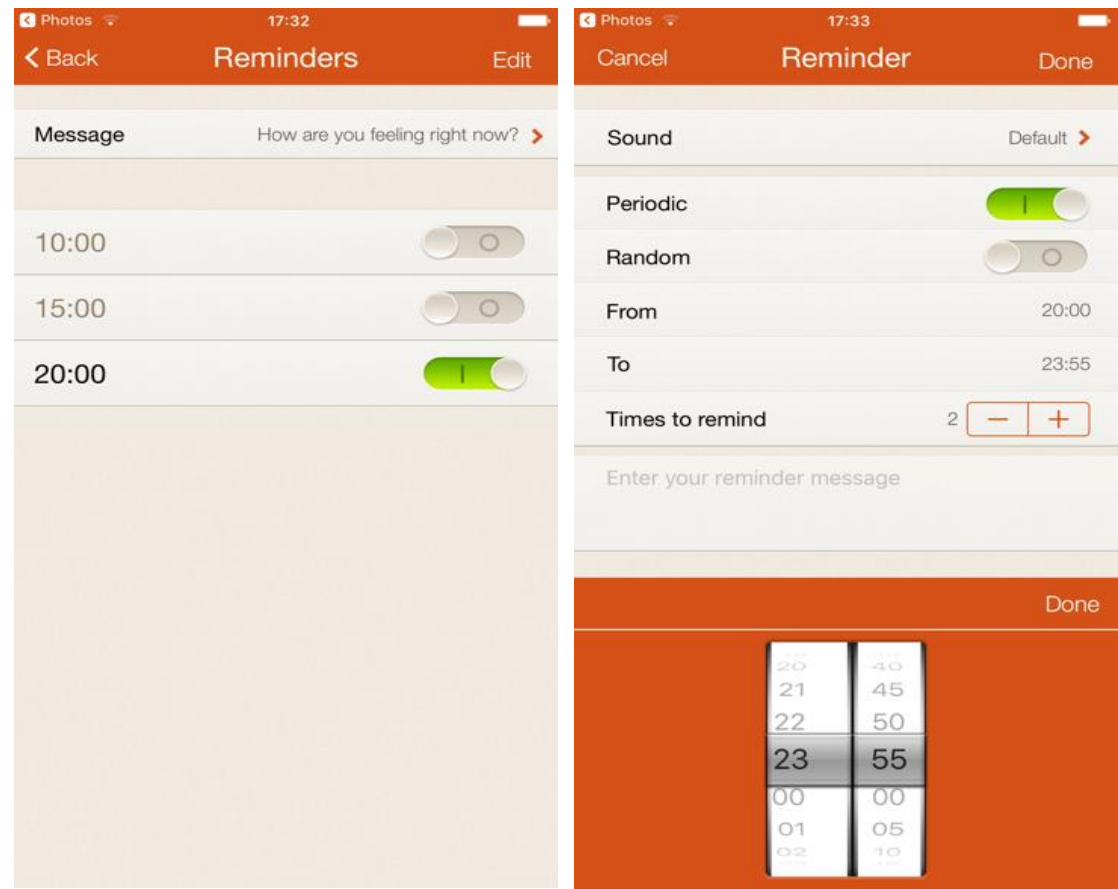 Photos 17:32
Back Reminders Edit
Message How are you feeling right now?
10:00
15:00
20:00
Photos 17:33
Cancel Reminder Done
Sound Default
Periodic
Random
From 20:00
To 23:55
Times to remind 2 − +
Enter your reminder message
Done
20 40
21 45
22 50
23 55
00 00
01 05
02 10